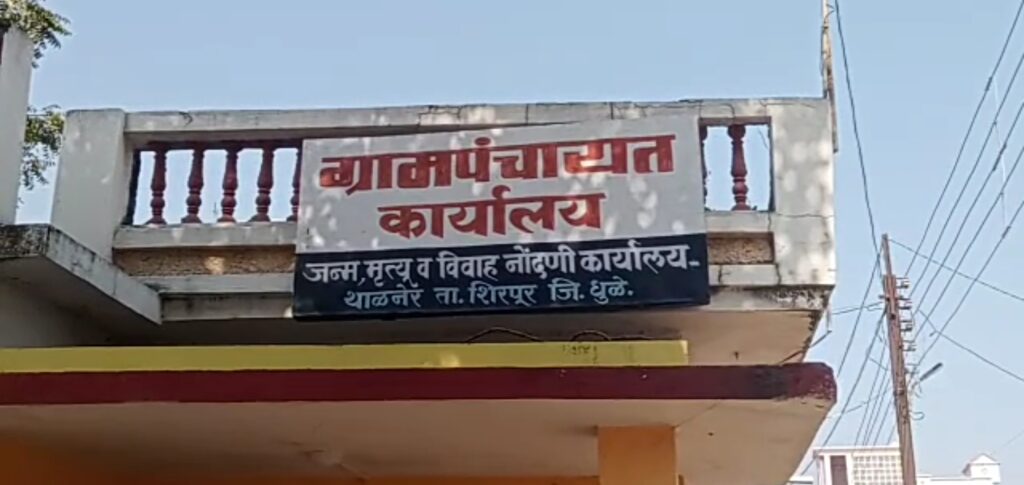 ग्रामपंचायत
कार्यालय
जन्म, मृत्यू व विवाह नोंदणी कार्यालय-
थाळनेर ता. शिरपूर जि. धुळे.